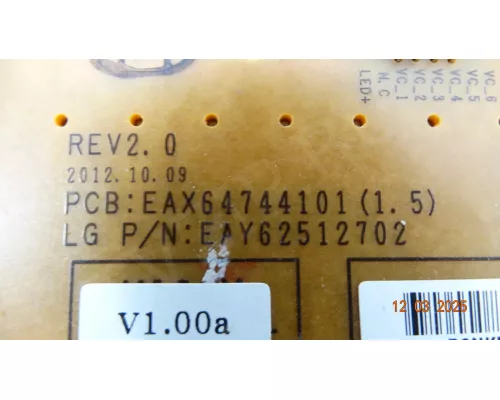 LED+
N.C
VC_1
VC_2
VC_3
VC_4
VC_5
VC_6
REV2.0
2012.10.09
PCB:EAX64744101(1.5)
LG P/N:EAY62512702
V1.00a
12 03 2025